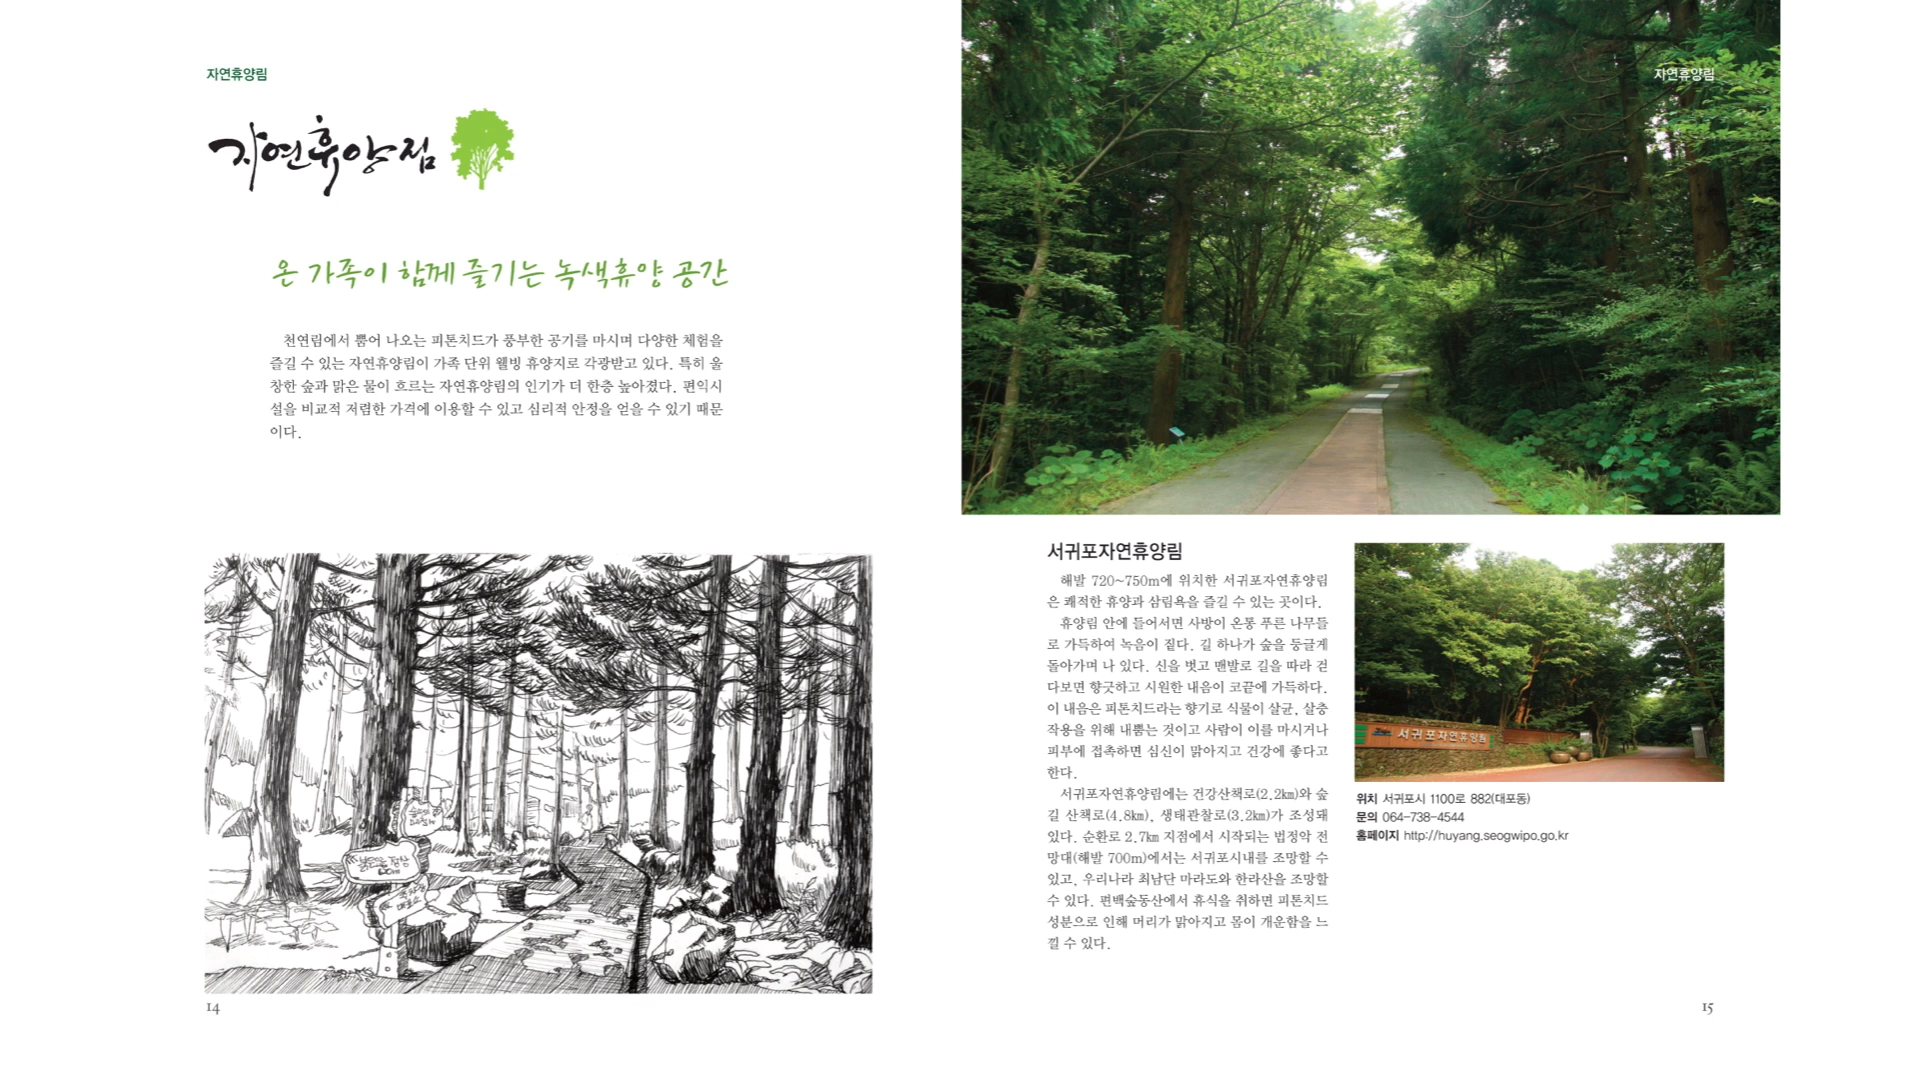 자연휴양림
자연휴양림
온 가족이 함께 즐기는 녹색휴양 공간
천연림에서 뿜어 나오는 피톤치드가 풍부한 공기를 마시며 다양한 체험을
즐길 수 있는 자연휴양림이 가족 단위 웰빙 휴양지로 각광받고 있다. 특히 울
창한 숲과 맑은 물이 흐르는 자연휴양림의 인기가 더 한층 높아졌다. 편익시
설을 비교적 저렴한 가격에 이용할 수 있고 심리적 안정을 얻을 수 있기 때문
이다.
14
자연휴양림
서귀포자연휴양림
해발 720~750m에 위치한 서귀포자연휴양림
은 쾌적한 휴양과 삼림욕을 즐길 수 있는 곳이다.
휴양림 안에 들어서면 사방이 온통 푸른 나무들
로 가득하여 녹음이 짙다. 길 하나가 숲을 둥글게
돌아가며 나 있다. 신을 벗고 맨발로 길을 따라 걷
다보면 향긋하고 시원한 내음이 코끝에 가득하다.
이 내음은 피톤치드라는 향기로 식물이 살균, 살충
작용을 위해 내뿜는 것이고 사람이 이를 마시거나
피부에 접촉하면 심신이 맑아지고 건강에 좋다고
한다.
서귀포자연휴양림에는 건강산책로(2.2㎞)와 숲
길 산책로(4.8㎞), 생태관찰로(3.2㎞)가 조성돼
있다. 순환로 2.7㎞ 지점에서 시작되는 법정악 전
망대(해발 700m)에서는 서귀포시내를 조망할 수
있고, 우리나라 최남단 마라도와 한라산을 조망할
수 있다. 편백숲동산에서 휴식을 취하면 피톤치드
성분으로 인해 머리가 맑아지고 몸이 개운함을 느
낄 수 있다.
서귀포자연휴양림
위치 서귀포시 1100로 882(대포동)
문의 064-738-4544
홈페이지 http://huyang.seogwipo.go.kr
15